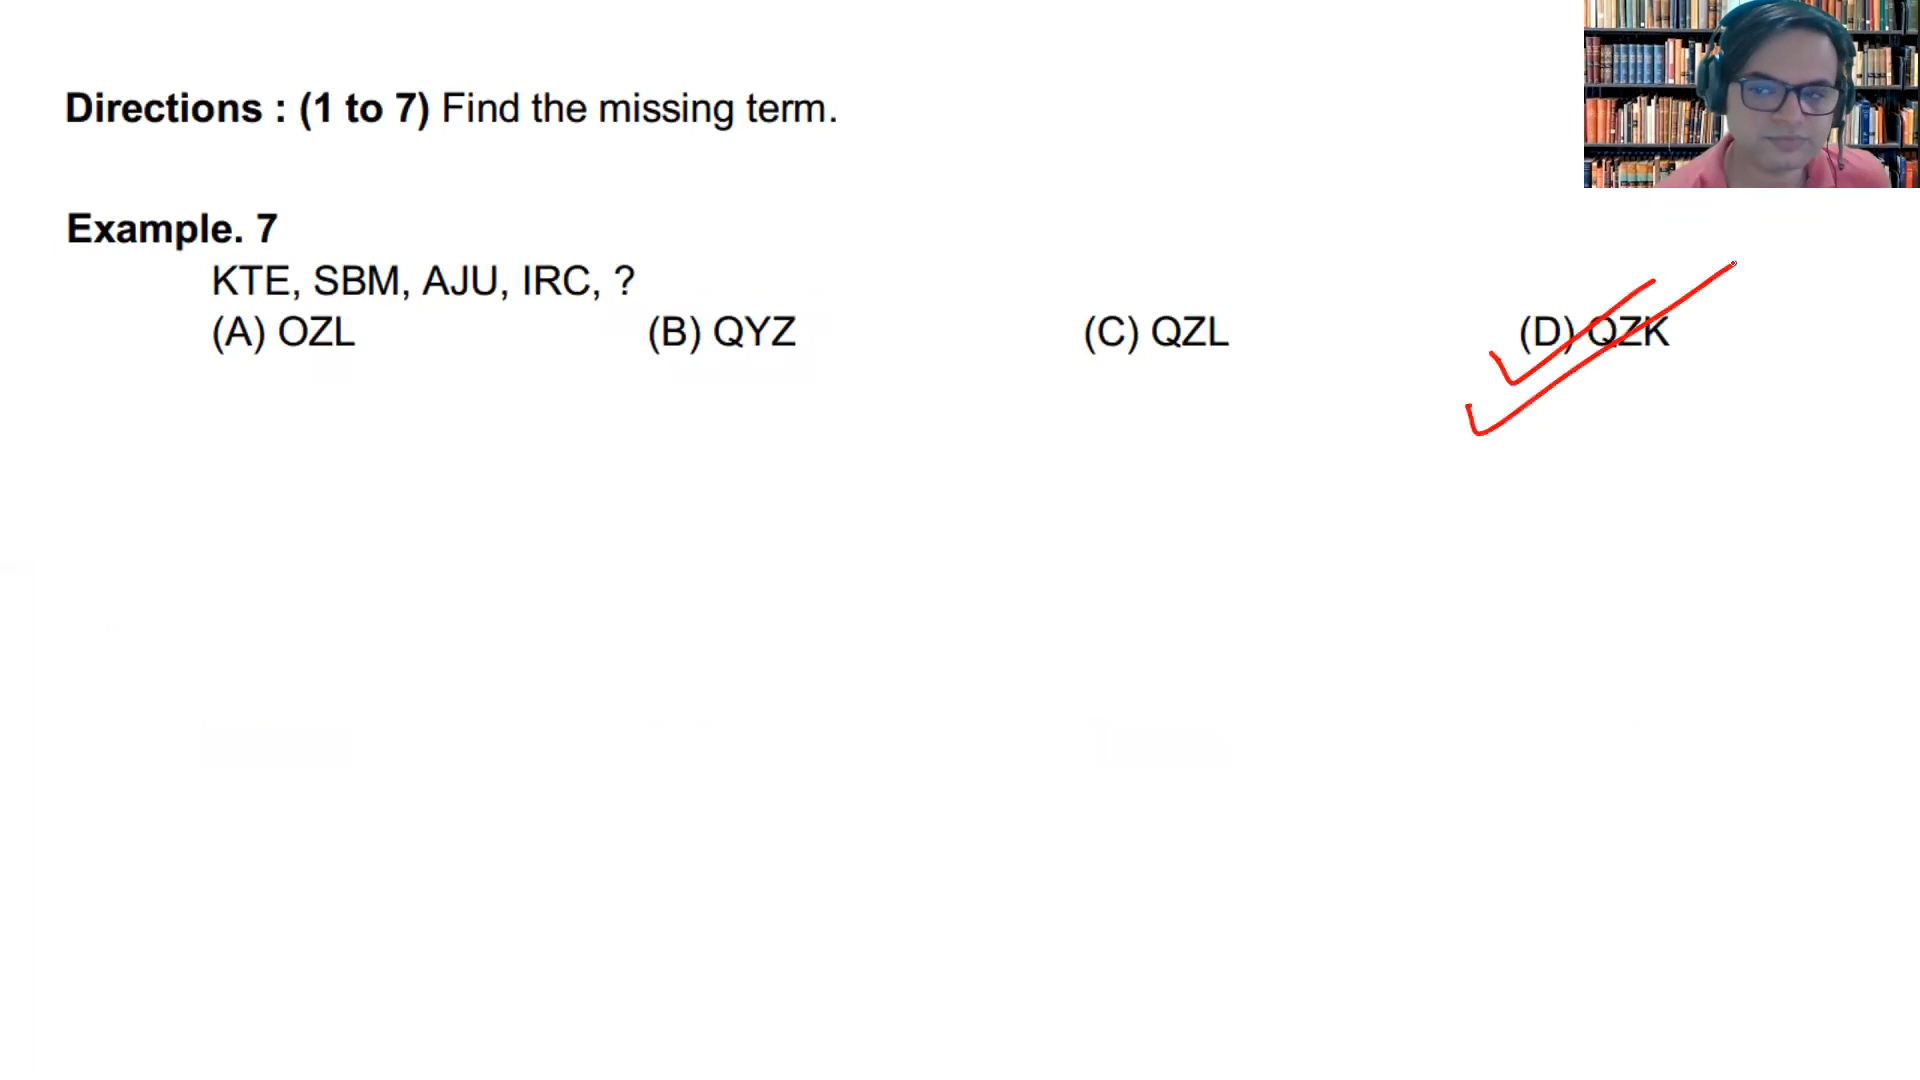 Directions : (1 to 7) Find the missing term.
Example. 7
KTE, SBM, AJU, IRC, ?
(A) OZL (B) QYZ (C) QZL (D) QZK